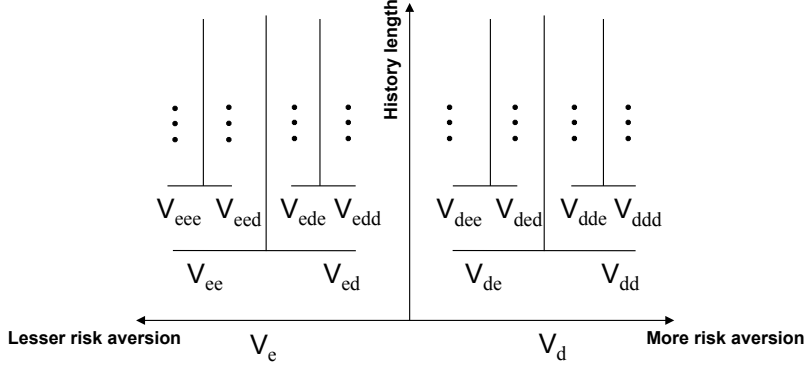 History length
V_eee V_eed V_ede V_edd V_dee V_ded V_dde V_ddd
V_ee V_ed V_de V_dd
Lesser risk aversion V_e V_d More risk aversion